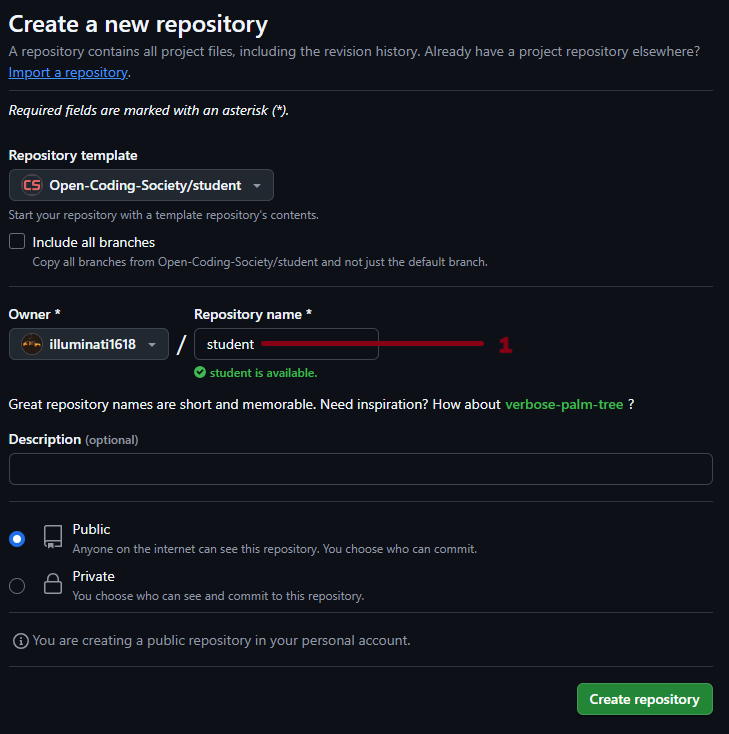 Create a new repository
A repository contains all project files, including the revision history. Already have a project repository elsewhere?
Import a repository.
Required fields are marked with an asterisk (*).
Repository template
CS Open-Coding-Society/student
Start your repository with a template repository's contents.
Include all branches
Copy all branches from Open-Coding-Society/student and not just the default branch.
Owner * Repository name *
illuminati1618 / student 1
student is available.
Great repository names are short and memorable. Need inspiration? How about verbose-palm-tree ?
Description (optional)
Public
Anyone on the internet can see this repository. You choose who can commit.
Private
You choose who can see and commit to this repository.
You are creating a public repository in your personal account.
Create repository